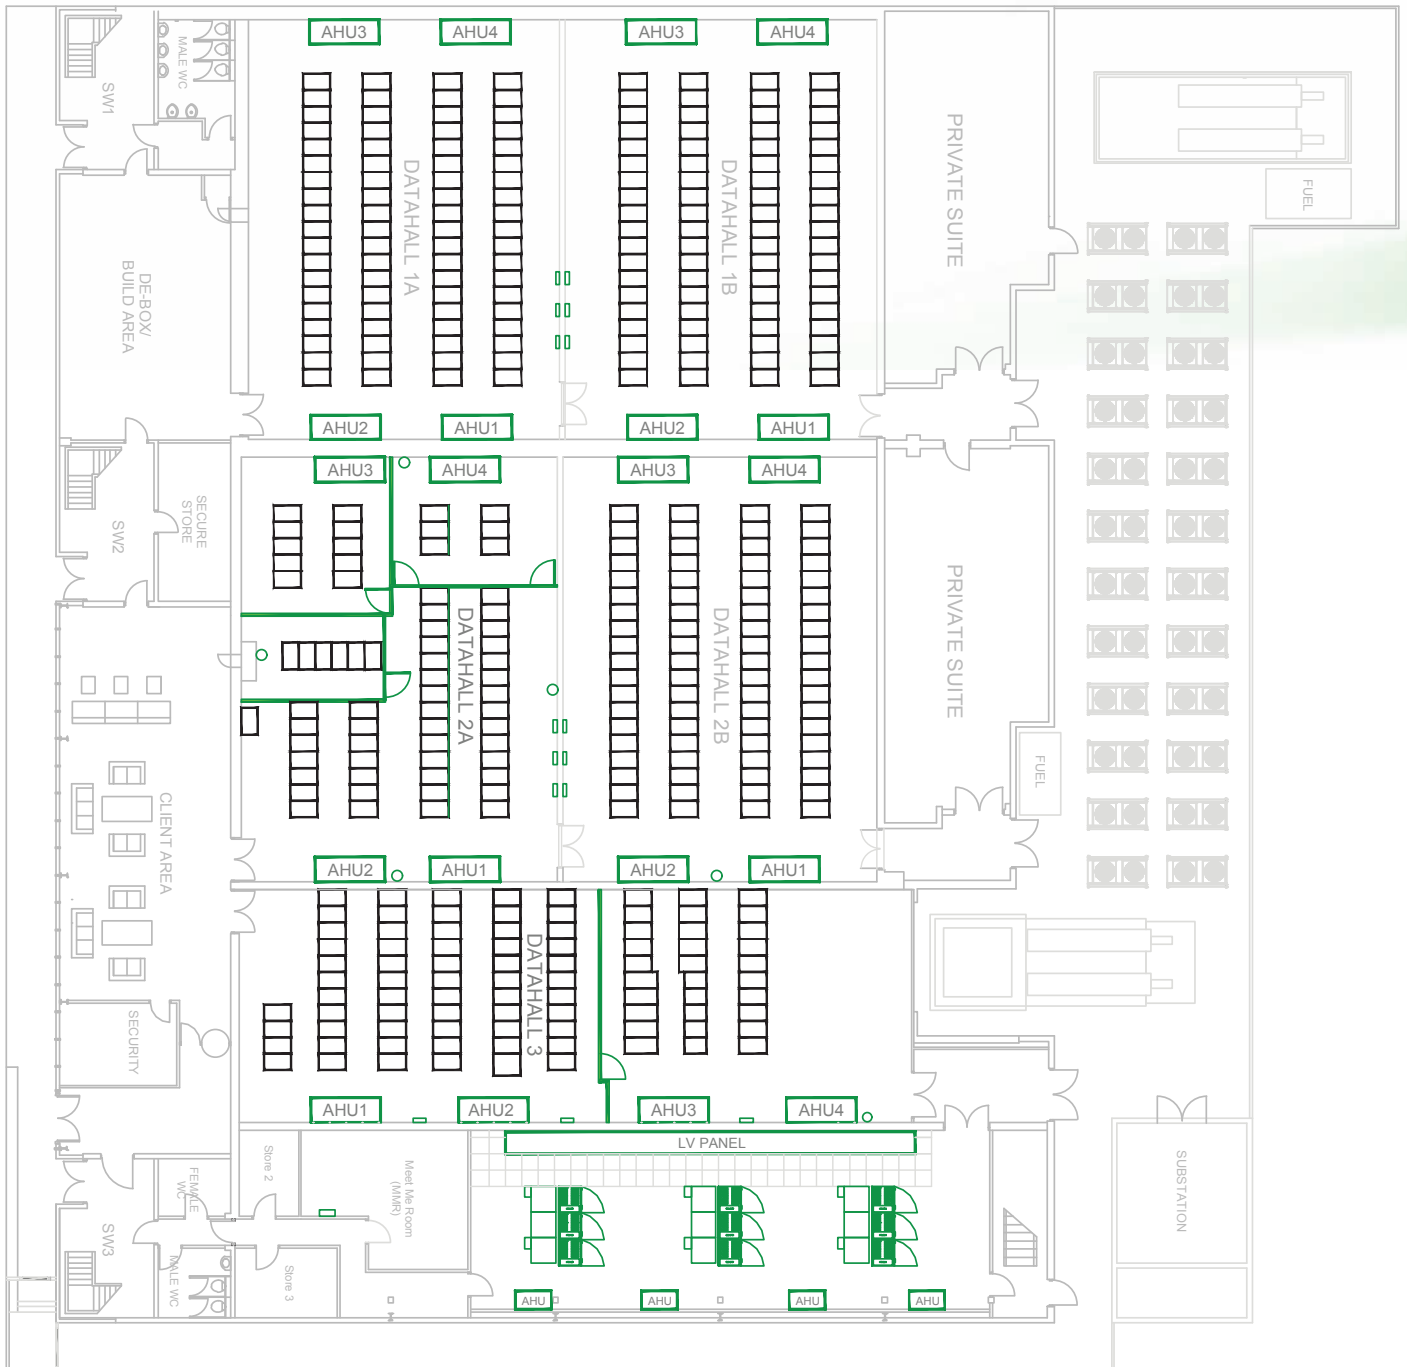 AHU3
AHU4
AHU3
AHU4
MALE WC
SW1
DATAHALL 1A
DATAHALL 1B
PRIVATE SUITE
FUEL
DE-BOX/
BUILD AREA
AHU2
AHU1
AHU2
AHU1
AHU3
AHU4
AHU3
AHU4
SECURE
STORE
SW2
DATAHALL 2A
DATAHALL 2B
PRIVATE SUITE
FUEL
CLIENT AREA
AHU2
AHU1
AHU2
AHU1
DATAHALL 3
SECURITY
AHU1
AHU2
AHU3
AHU4
LV PANEL
FEMALE
WC
Store 2
Meet Me Room
(MMR)
SUBSTATION
SW3
MALE WC
Store 3
AHU
AHU
AHU
AHU